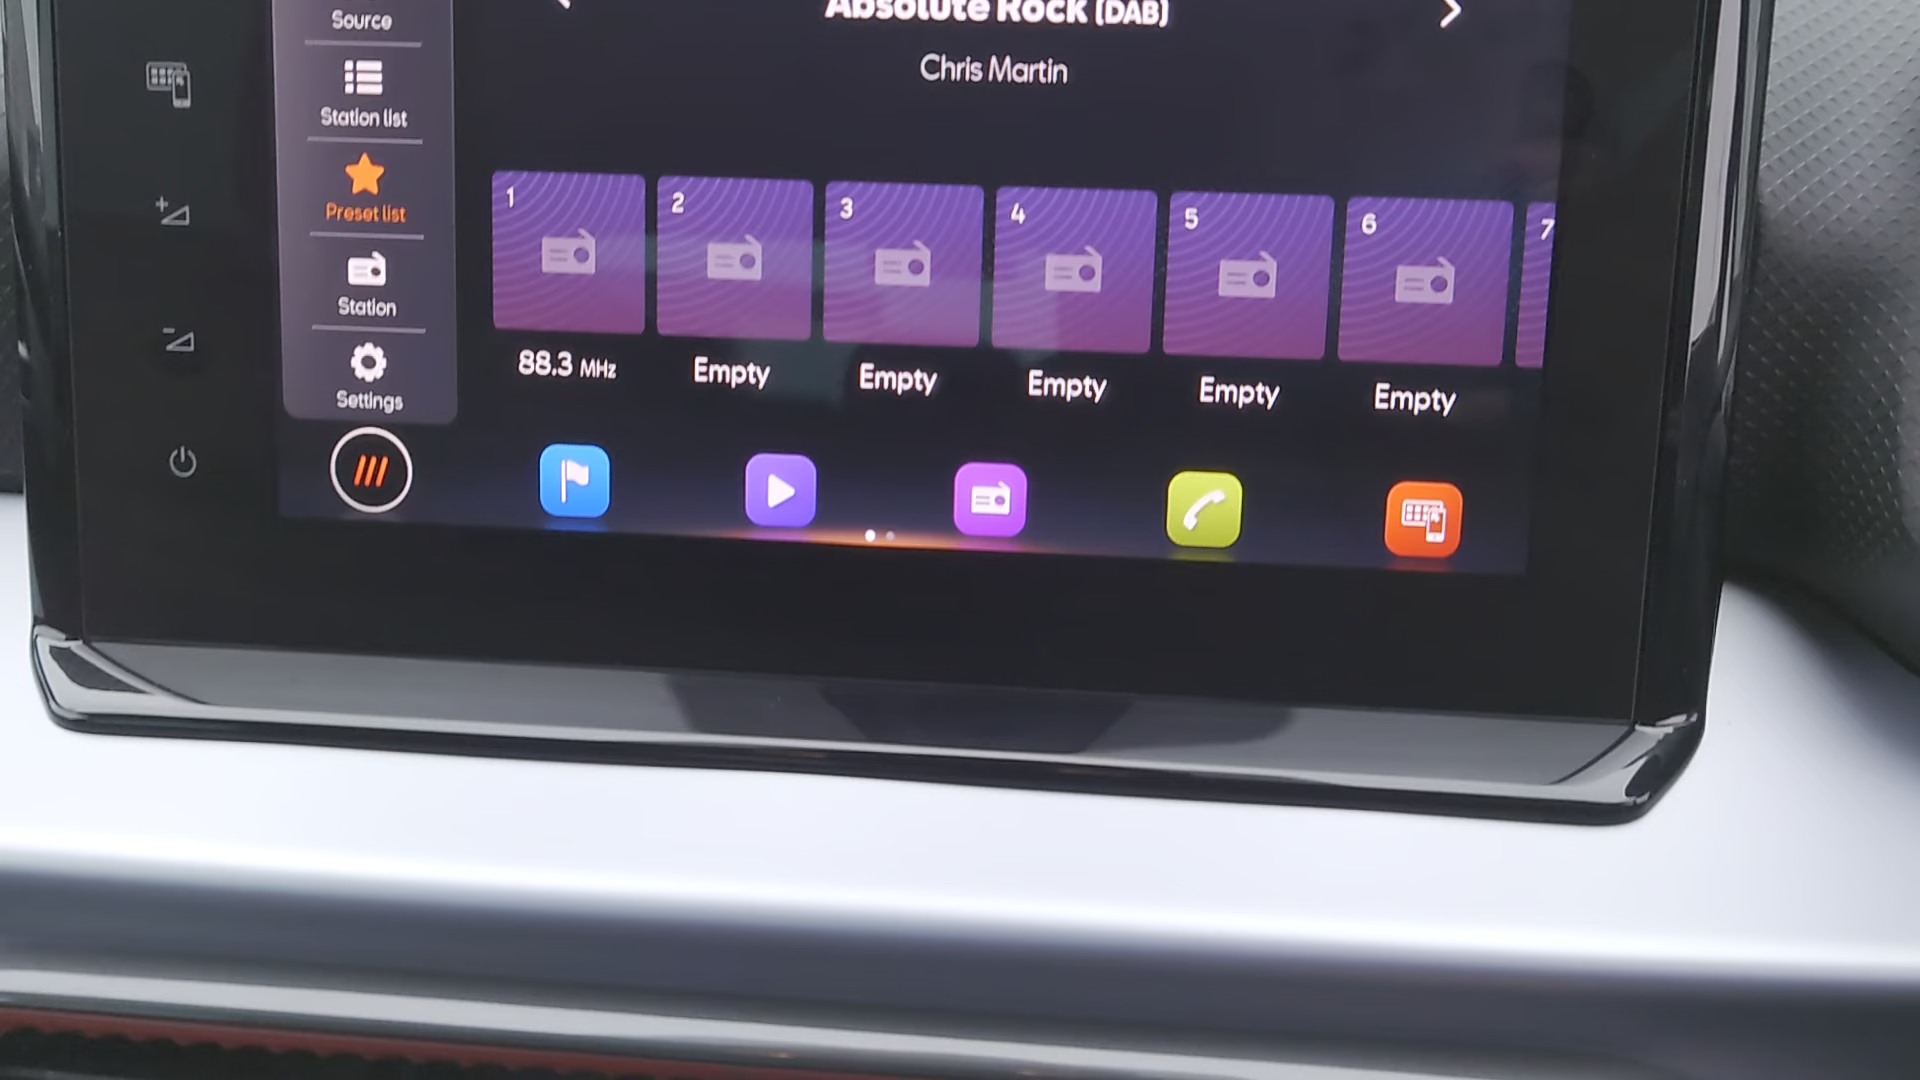 Source
Absolute Rock (DAB)
Chris Martin
Station list
Preset list
Station
Settings
1
2
3
4
5
6
7
88.3 MHz
Empty
Empty
Empty
Empty
Empty